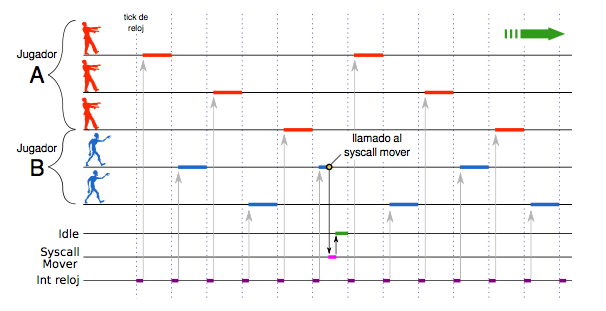 tick de
reloj
Jugador
A
Jugador
B
llamado al
syscall mover
Idle
Syscall
Mover
Int reloj